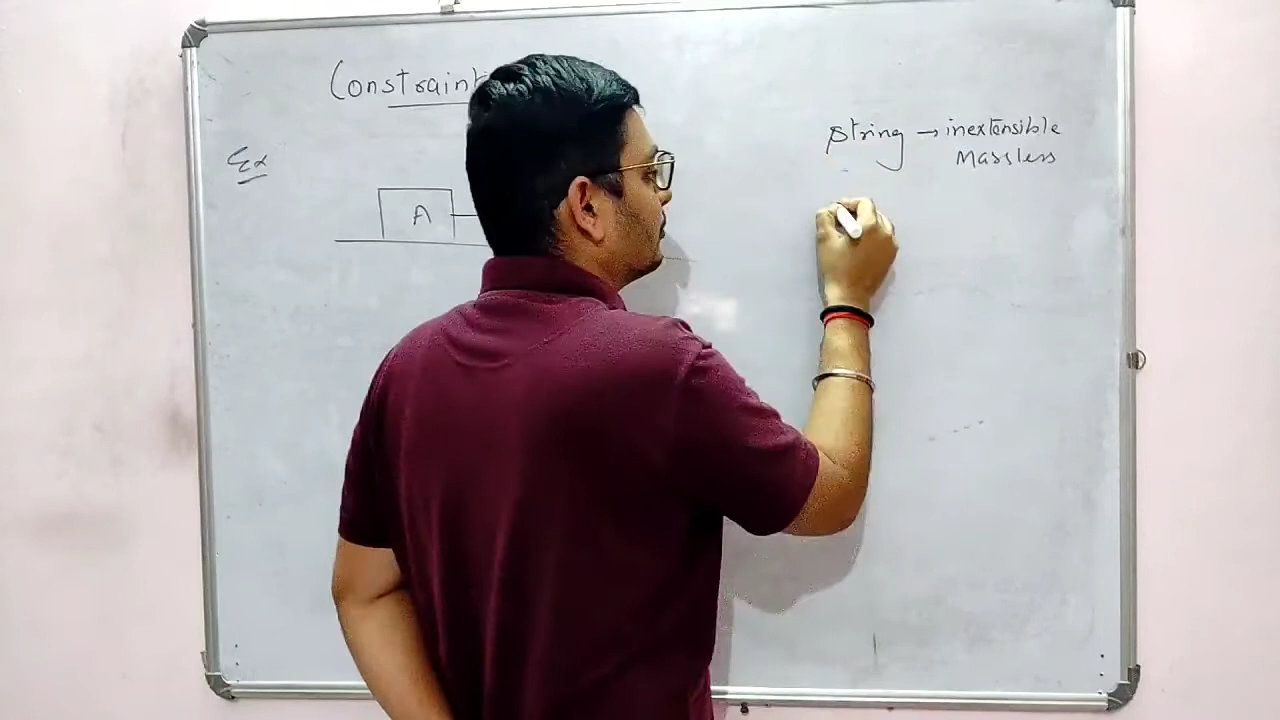 Constraint
String → inextensible
Massless
Ex
A